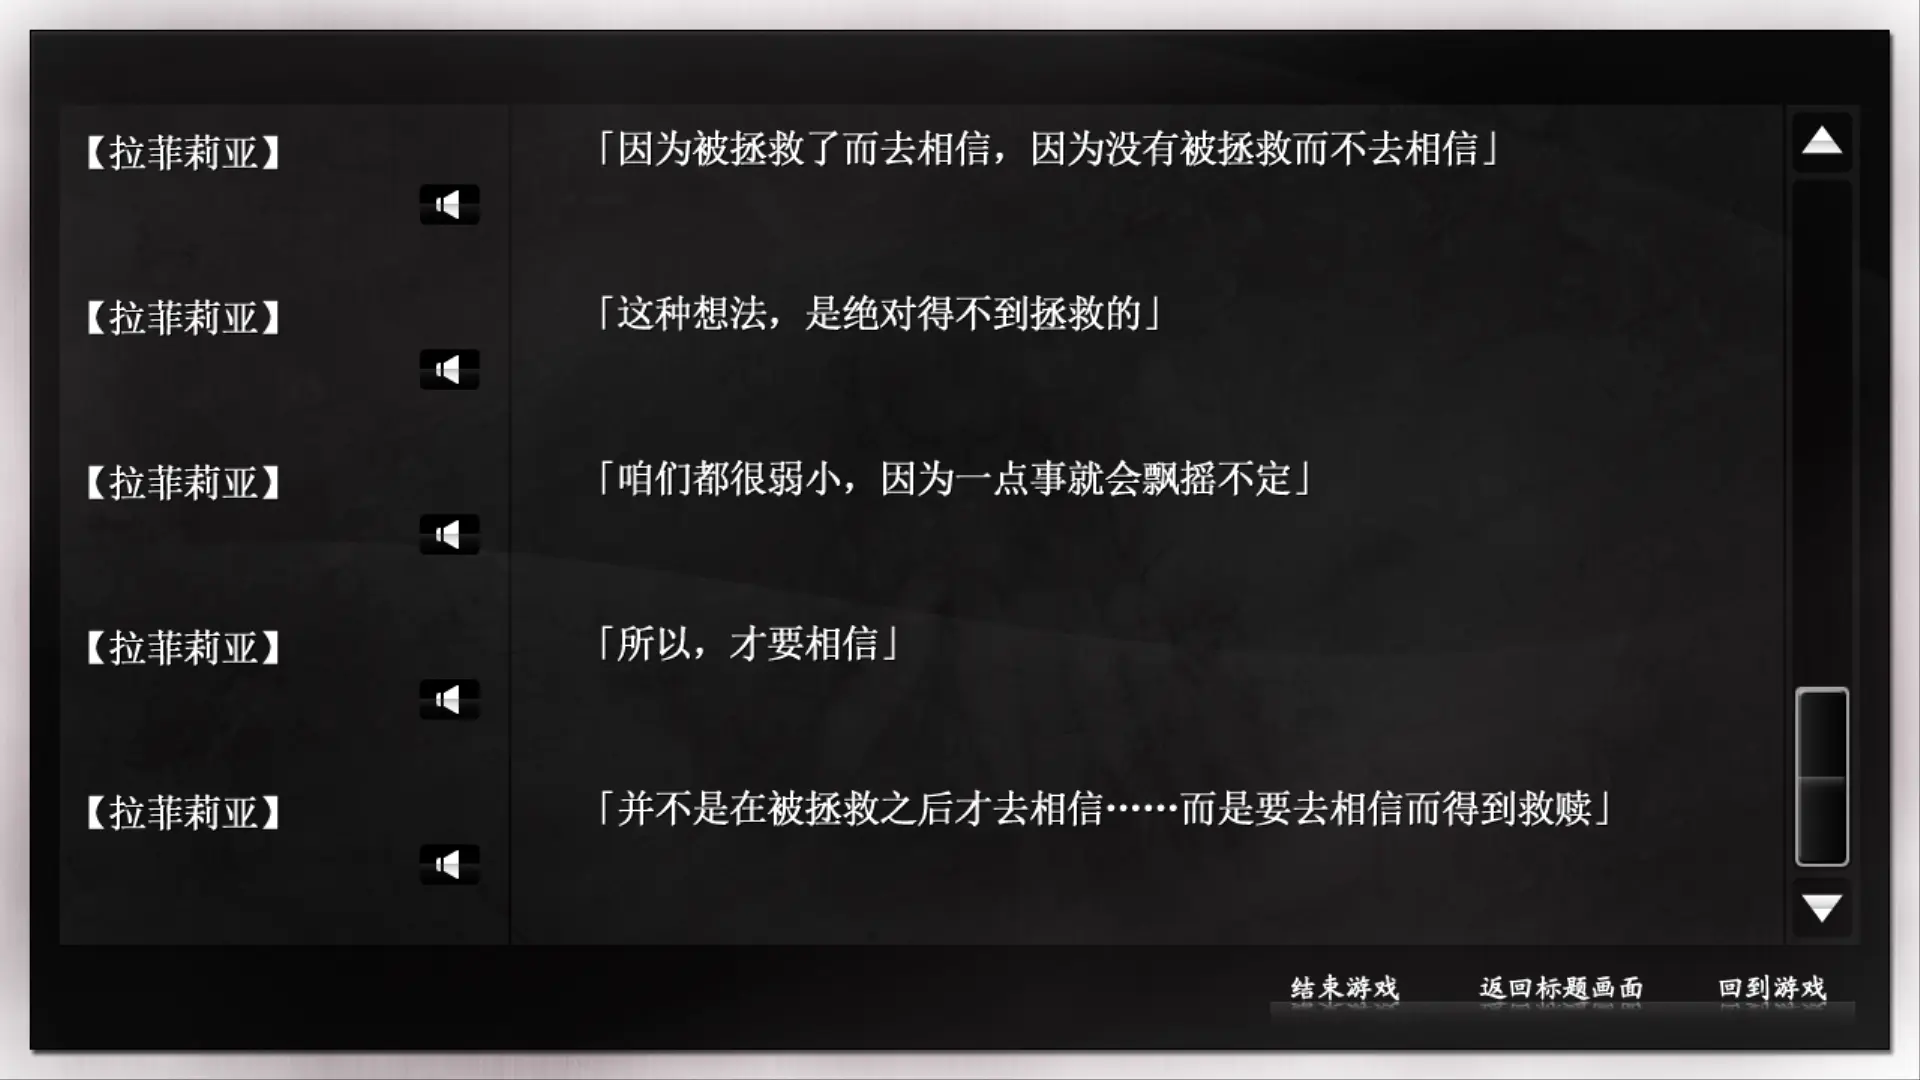 【拉菲莉亚】
「因为被拯救了而去相信，因为没有被拯救而不去相信」
【拉菲莉亚】
「这种想法，是绝对得不到拯救的」
【拉菲莉亚】
「咱们都很弱小，因为一点事就会飘摇不定」
【拉菲莉亚】
「所以，才要相信」
【拉菲莉亚】
「并不是在被拯救之后才去相信……而是要去相信而得到救赎」
结束游戏
返回标题画面
回到游戏